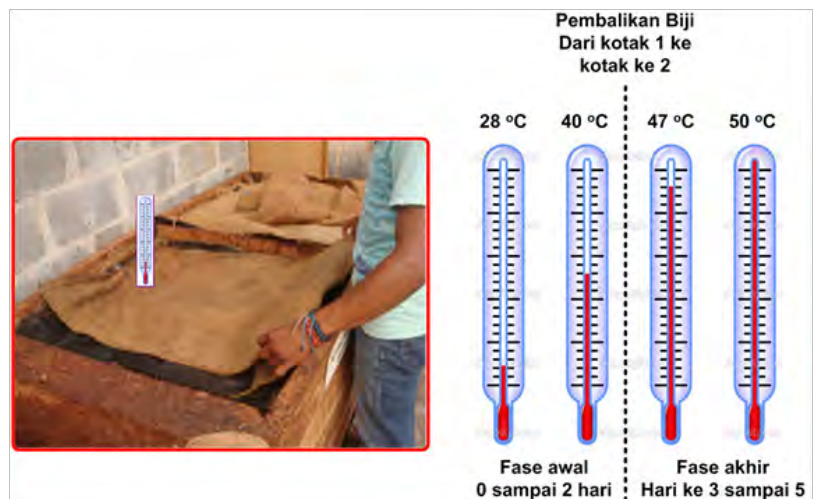 Pembalikan Biji
Dari kotak 1 ke
kotak ke 2
28 °C 40 °C 47 °C 50 °C
Fase awal
0 sampai 2 hari
Fase akhir
Hari ke 3 sampai 5